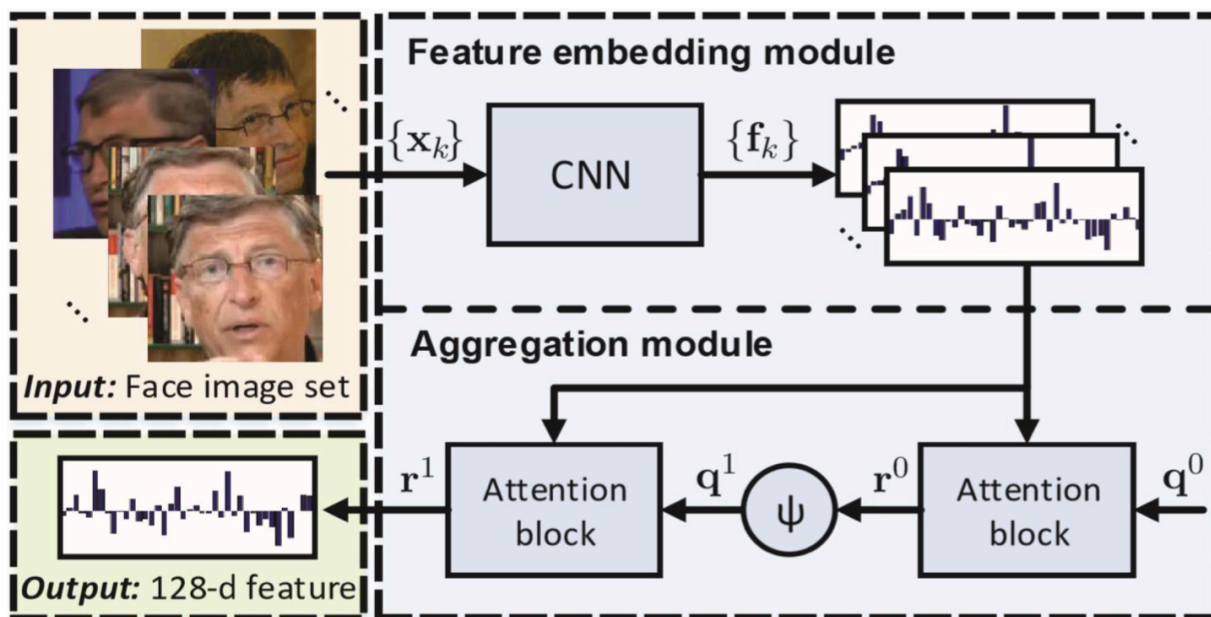 Feature embedding module
{x_k}
CNN
{f_k}
Input: Face image set
Aggregation module
Attention block
r^1
q^1
ψ
r^0
Attention block
q^0
Output: 128-d feature